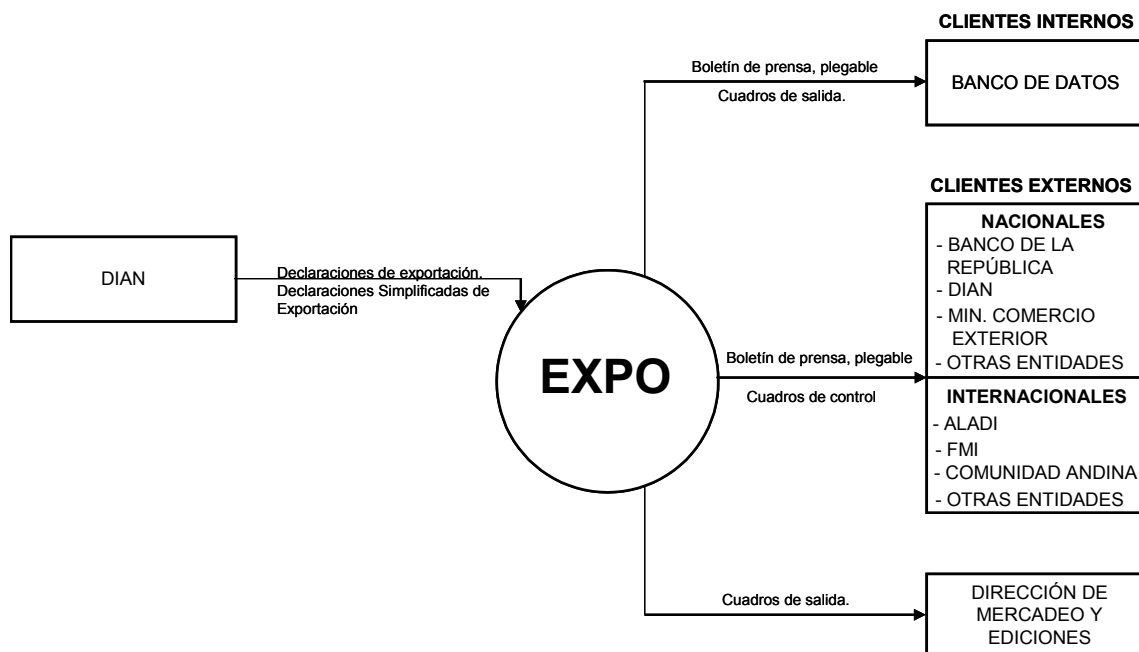 CLIENTES INTERNOS
Boletín de prensa, plegable
Cuadros de salida.
BANCO DE DATOS
CLIENTES EXTERNOS
NACIONALES
- BANCO DE LA
REPÚBLICA
- DIAN
- MIN. COMERCIO
EXTERIOR
- OTRAS ENTIDADES
DIAN
Declaraciones de exportación.
Declaraciones Simplificadas de
Exportación
EXPO
Boletín de prensa, plegable
Cuadros de control
INTERNACIONALES
- ALADI
- FMI
- COMUNIDAD ANDINA
- OTRAS ENTIDADES
Cuadros de salida.
DIRECCIÓN DE
MERCADEO Y
EDICIONES